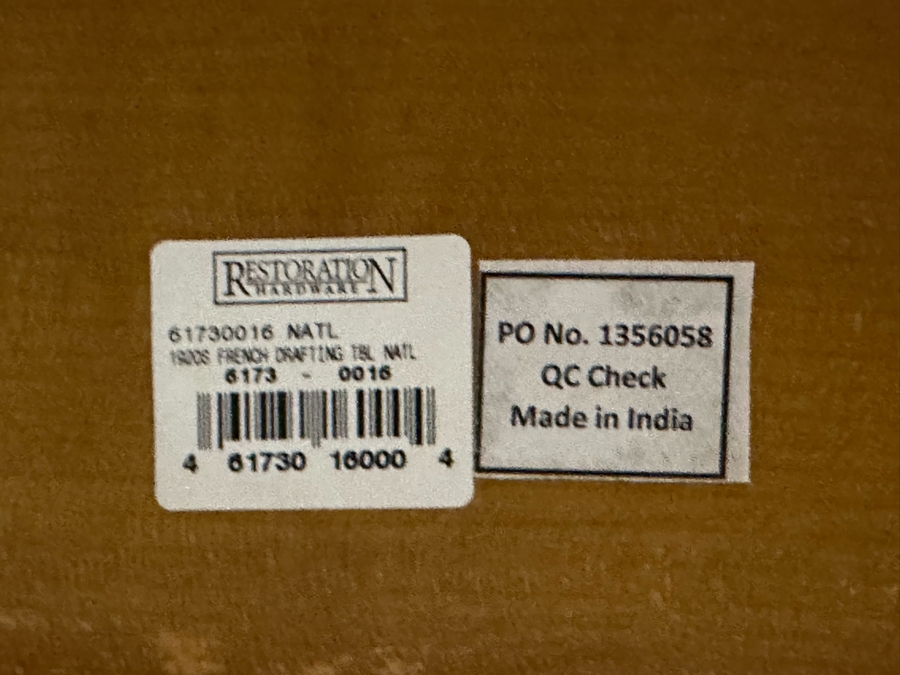 RESTORATION
HARDWARE
61730016 NATL
1920S FRENCH DRAFTING TBL NATL
6173 - 0016
4 61730 16000 4
PO No. 1356058
QC Check
Made in India